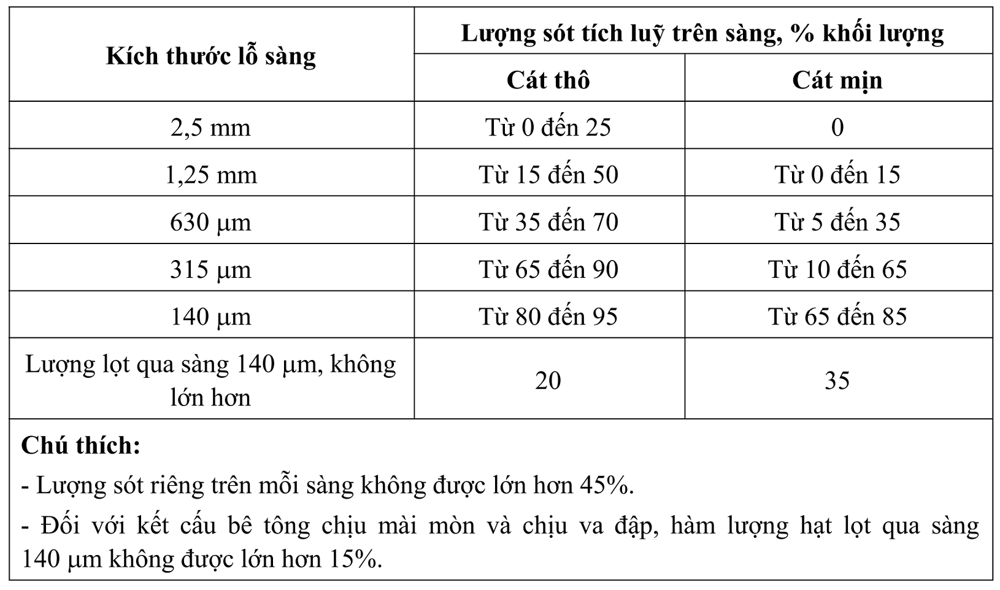 Kích thước lỗ sàng
Lượng sót tích luỹ trên sàng, % khối lượng
Cát thô
Cát mịn
2,5 mm
Từ 0 đến 25
0
1,25 mm
Từ 15 đến 50
Từ 0 đến 15
630 μm
Từ 35 đến 70
Từ 5 đến 35
315 μm
Từ 65 đến 90
Từ 10 đến 65
140 μm
Từ 80 đến 95
Từ 65 đến 85
Lượng lọt qua sàng 140 μm, không
lớn hơn
20
35
Chú thích:
- Lượng sót riêng trên mỗi sàng không được lớn hơn 45%.
- Đối với kết cấu bê tông chịu mài mòn và chịu va đập, hàm lượng hạt lọt qua sàng
140 μm không được lớn hơn 15%.